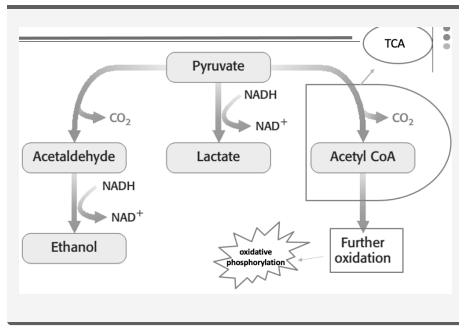 TCA
Pyruvate
NADH
CO₂
NAD⁺
CO₂
Acetaldehyde
Lactate
Acetyl CoA
NADH
NAD⁺
Ethanol
oxidative
phosphorylation
Further
oxidation